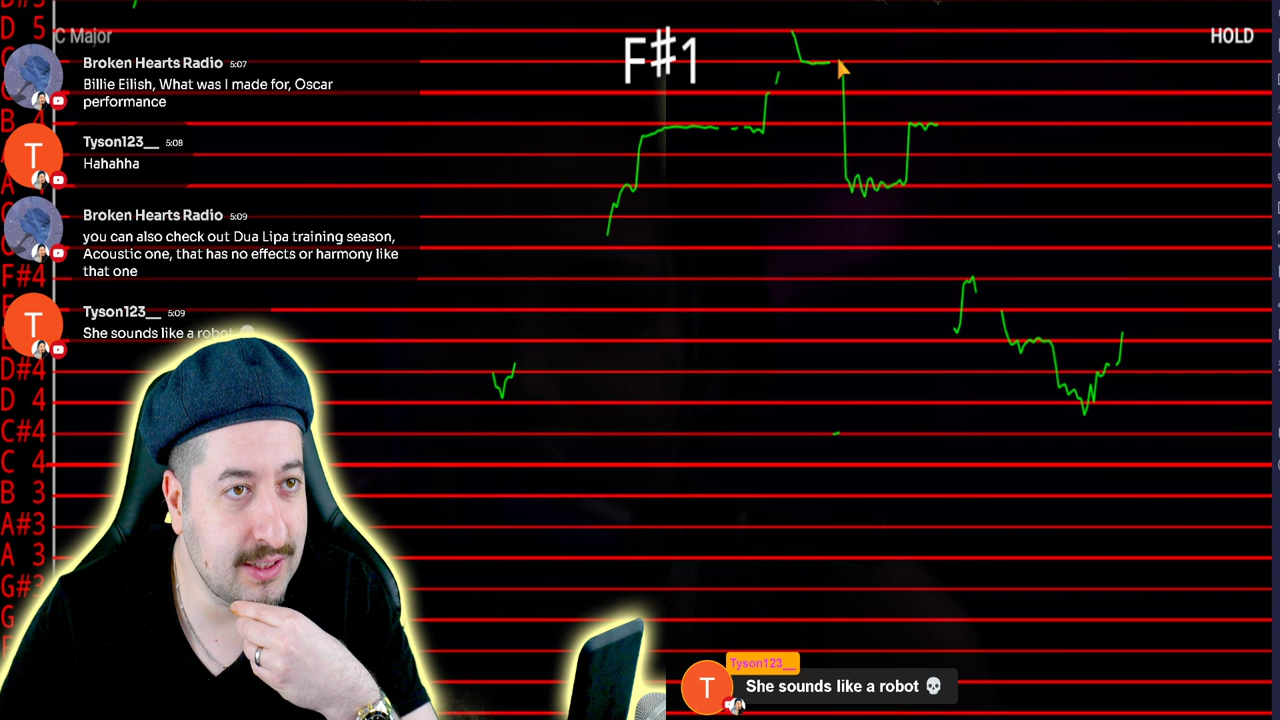 D 5
C Major
F#1
HOLD
Broken Hearts Radio 5:07
Billie Eilish, What was I made for, Oscar
performance
B 4
Tyson123__ 5:08
Hahahha
T
Broken Hearts Radio 5:09
you can also check out Dua Lipa training season,
Acoustic one, that has no effects or harmony like
that one
F#4
Tyson123__ 5:09
She sounds like a robot
T
D#4
D 4
C#4
C 4
B 3
A#3
A 3
G#3
G
Tyson123__
T
She sounds like a robot 💀